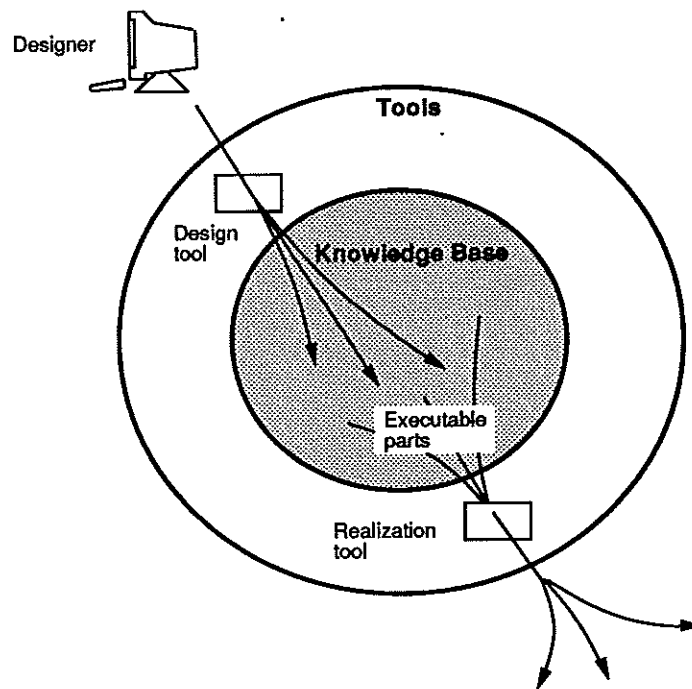 Designer
Tools
Design
tool
Knowledge Base
Executable
parts
Realization
tool